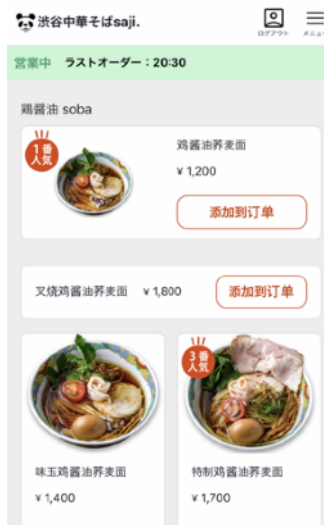 渋谷中華そばsaji.
ログアウト
メニュー
営業中 ラストオーダー：20:30
鶏醤油 soba
1番
人気
鸡酱油荞麦面
¥ 1,200
添加到订单
叉烧鸡酱油荞麦面 ¥ 1,800 添加到订单
3番
人気
味玉鸡酱油荞麦面
¥ 1,400
特制鸡酱油荞麦面
¥ 1,700